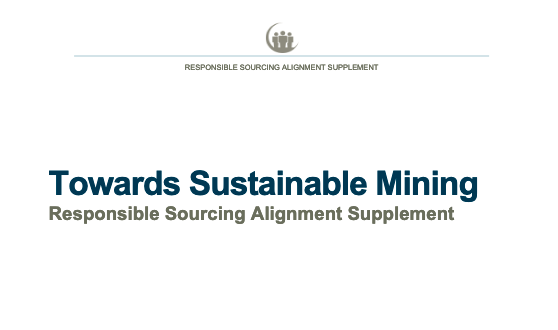 RESPONSIBLE SOURCING ALIGNMENT SUPPLEMENT
Towards Sustainable Mining
Responsible Sourcing Alignment Supplement